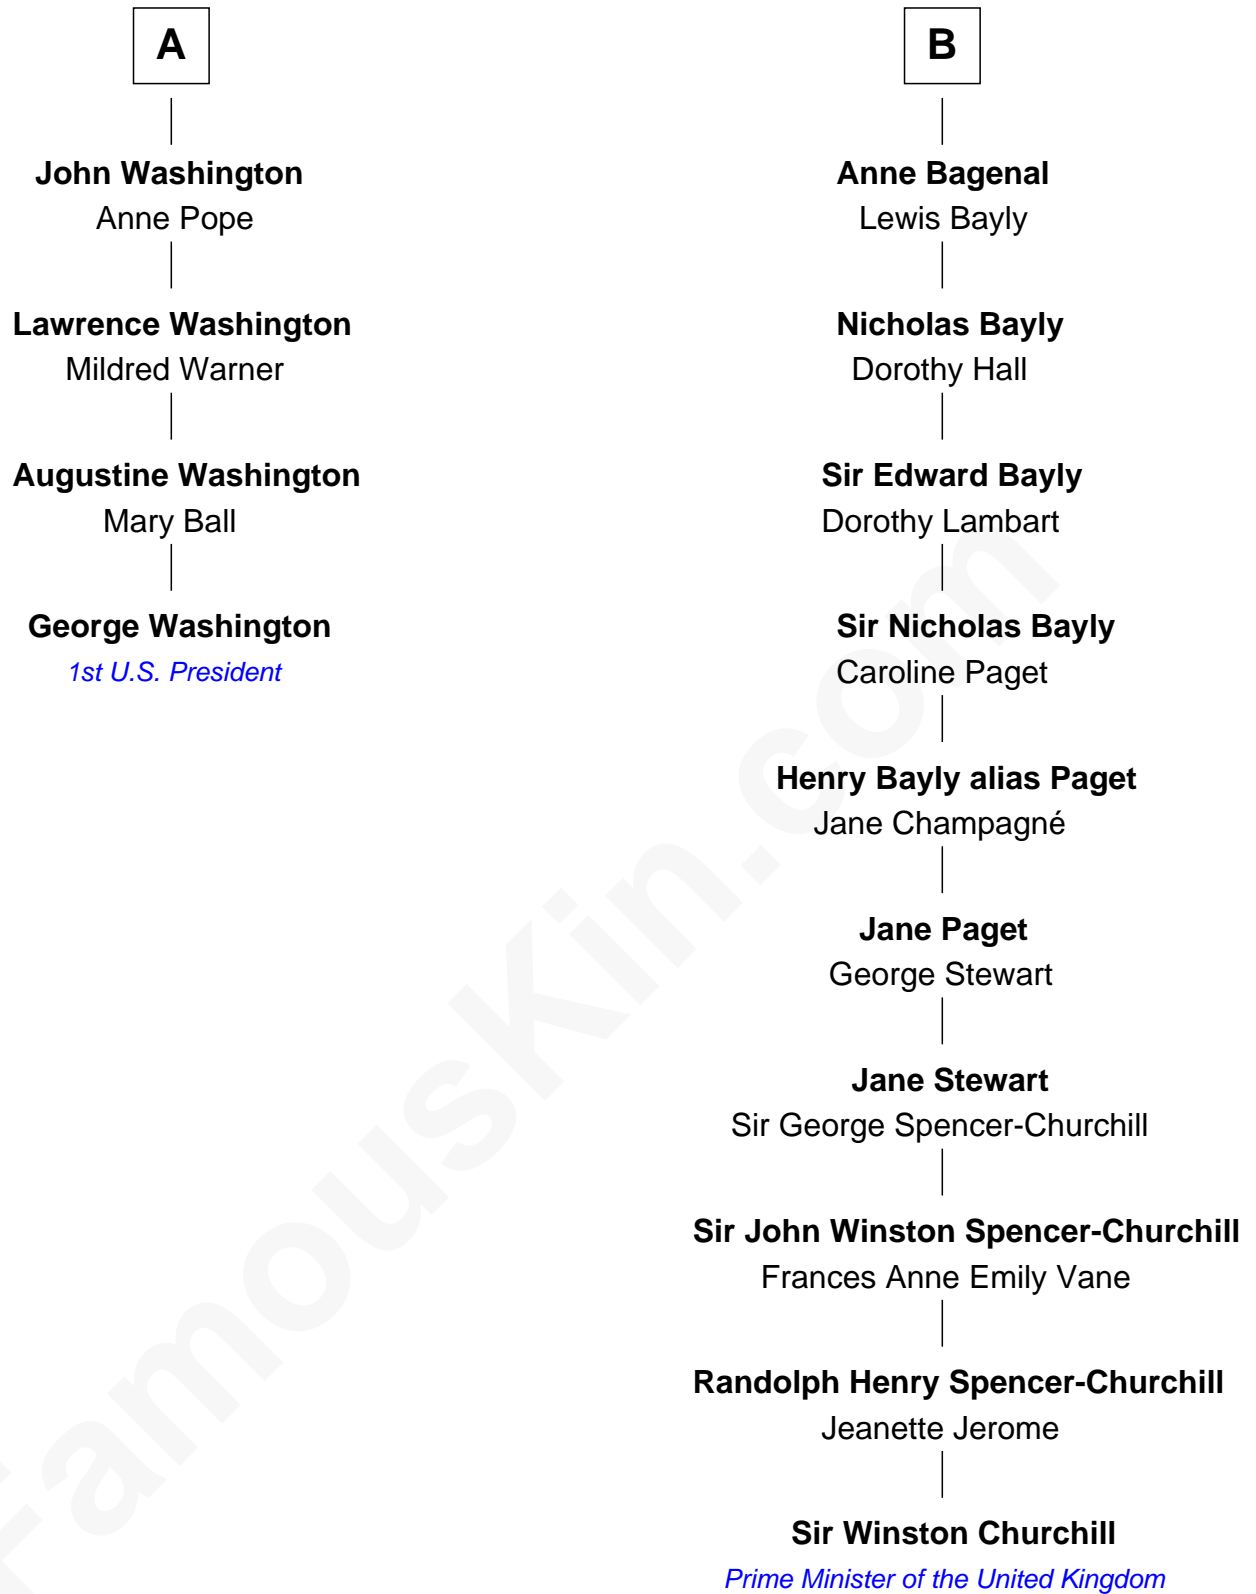 A
John Washington
Anne Pope
Lawrence Washington
Mildred Warner
Augustine Washington
Mary Ball
George Washington
1st U.S. President
B
Anne Bagenal
Lewis Bayly
Nicholas Bayly
Dorothy Hall
Sir Edward Bayly
Dorothy Lambart
Sir Nicholas Bayly
Caroline Paget
Henry Bayly alias Paget
Jane Champagné
Jane Paget
George Stewart
Jane Stewart
Sir George Spencer-Churchill
Sir John Winston Spencer-Churchill
Frances Anne Emily Vane
Randolph Henry Spencer-Churchill
Jeanette Jerome
Sir Winston Churchill
Prime Minister of the United Kingdom
FamousKin.com